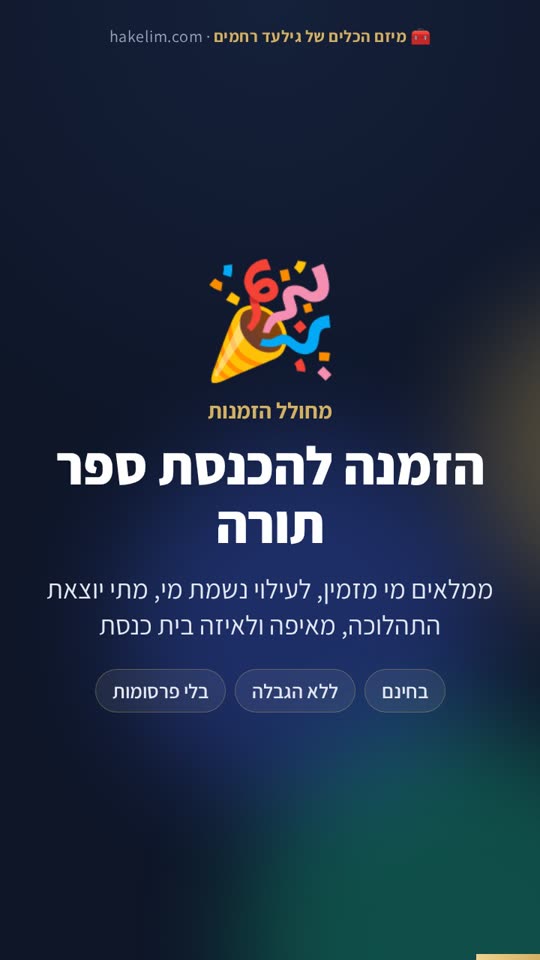 🧰 מיזם הכלים של גילעד רחמים · hakelim.com
מחולל הזמנות
הזמנה להכנסת ספר
תורה
ממלאים מי מזמין, לעילוי נשמת מי, מתי יוצאת
התהלוכה, מאיפה ולאיזה בית כנסת
בחינם
ללא הגבלה
בלי פרסומות